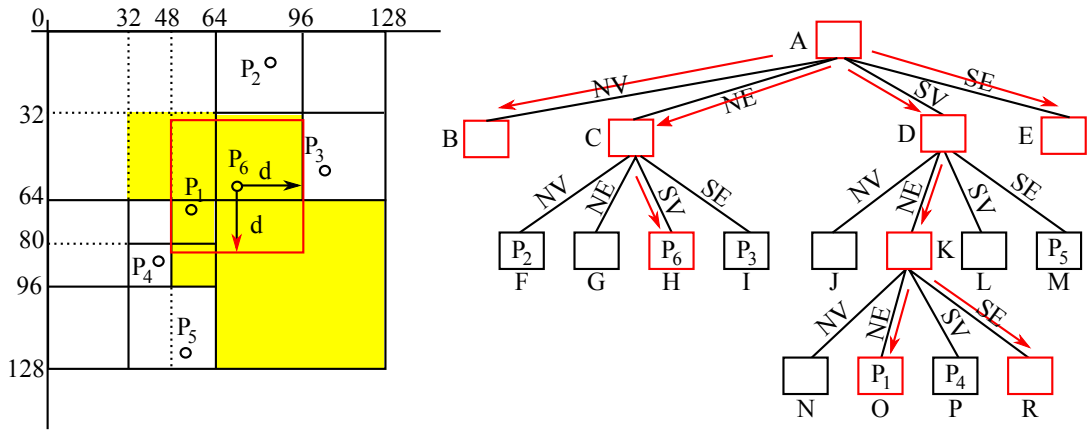 0 32 48 64 96 128
32
64
80
96
128
P2
P3
P6
d
P1
d
P4
P5
A
NV NE SV SE
B C D E
NV NE SV SE NV NE SV SE
P2 P6 P3 K P5
F G H I J L M
NV NE SV SE
P1 P4
N O P R